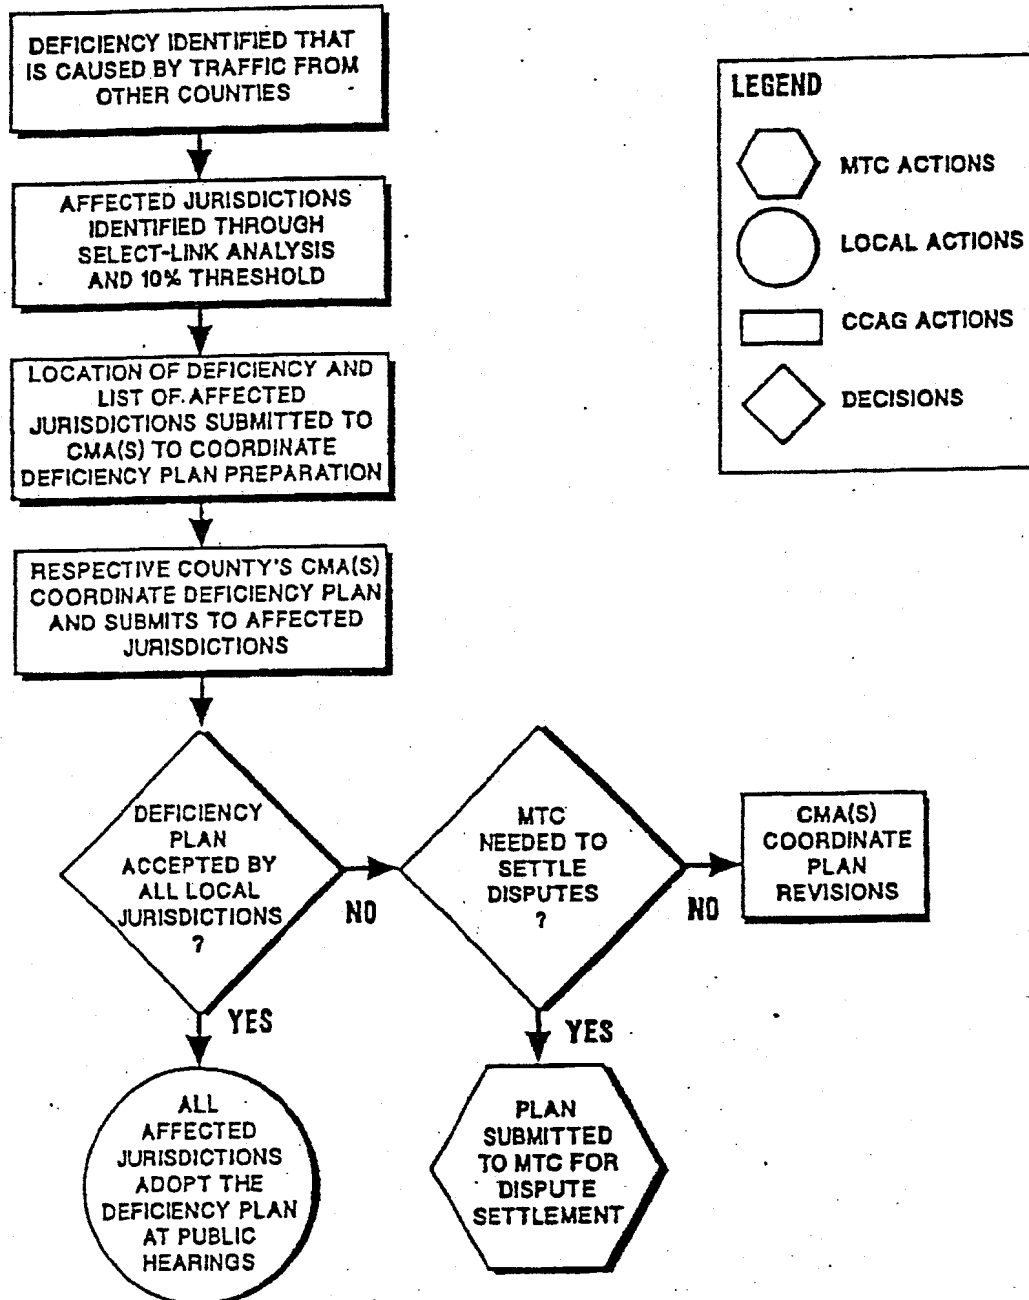 DEFICIENCY IDENTIFIED THAT
IS CAUSED BY TRAFFIC FROM
OTHER COUNTIES
AFFECTED JURISDICTIONS
IDENTIFIED THROUGH
SELECT-LINK ANALYSIS
AND 10% THRESHOLD
LOCATION OF DEFICIENCY AND
LIST OF AFFECTED
JURISDICTIONS SUBMITTED TO
CMA(S) TO COORDINATE
DEFICIENCY PLAN PREPARATION
RESPECTIVE COUNTY'S CMA(S)
COORDINATE DEFICIENCY PLAN
AND SUBMITS TO AFFECTED
JURISDICTIONS
DEFICIENCY
PLAN
ACCEPTED BY
ALL LOCAL
JURISDICTIONS
?
NO
YES
MTC
NEEDED TO
SETTLE
DISPUTES
?
NO
YES
CMA(S)
COORDINATE
PLAN
REVISIONS
ALL
AFFECTED
JURISDICTIONS
ADOPT THE
DEFICIENCY PLAN
AT PUBLIC
HEARINGS
PLAN
SUBMITTED
TO MTC FOR
DISPUTE
SETTLEMENT
LEGEND
MTC ACTIONS
LOCAL ACTIONS
CCAG ACTIONS
DECISIONS